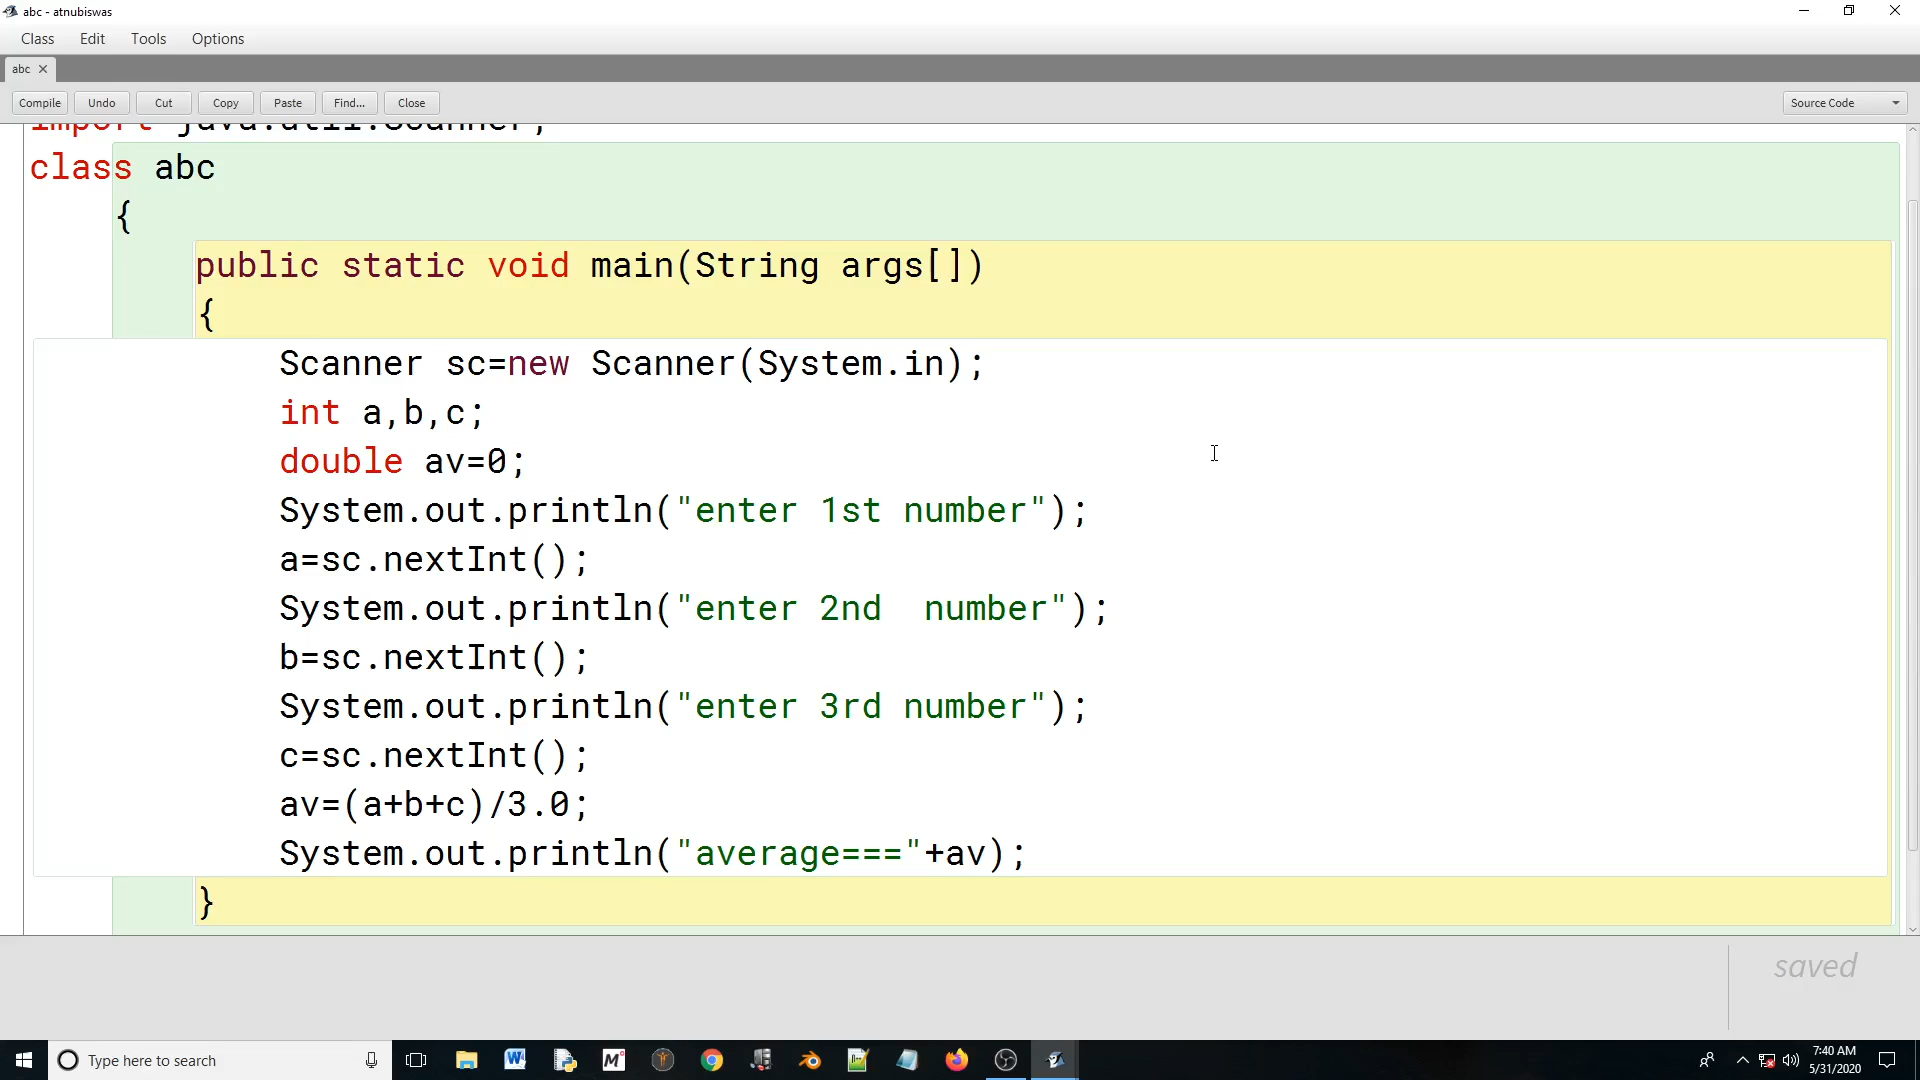 abc - atnubiswas
Class Edit Tools Options
abc
Compile Undo Cut Copy Paste Find... Close Source Code
import java.util.Scanner;
class abc
{
public static void main(String args[])
{
Scanner sc=new Scanner(System.in);
int a,b,c;
double av=0;
System.out.println("enter 1st number");
a=sc.nextInt();
System.out.println("enter 2nd  number");
b=sc.nextInt();
System.out.println("enter 3rd number");
c=sc.nextInt();
av=(a+b+c)/3.0;
System.out.println("average==="+av);
}
saved
Type here to search
7:40 AM
5/31/2020